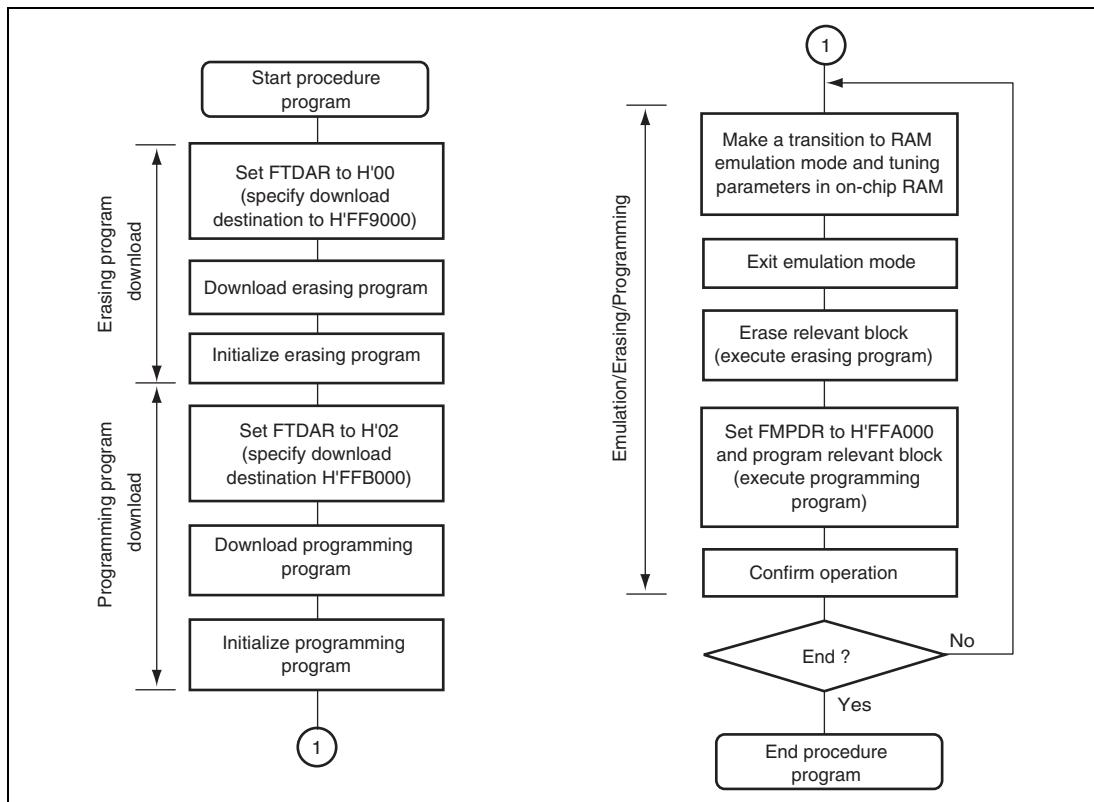 Start procedure
program
Erasing program
download
Set FTDAR to H'00
(specify download
destination to H'FF9000)
Download erasing program
Initialize erasing program
Programming program
download
Set FTDAR to H'02
(specify download
destination H'FFB000)
Download programming
program
Initialize programming
program
1
1
Emulation/Erasing/Programming
Make a transition to RAM
emulation mode and tuning
parameters in on-chip RAM
Exit emulation mode
Erase relevant block
(execute erasing program)
Set FMPDR to H'FFA000
and program relevant block
(execute programming
program)
Confirm operation
End ?
No
Yes
End procedure
program